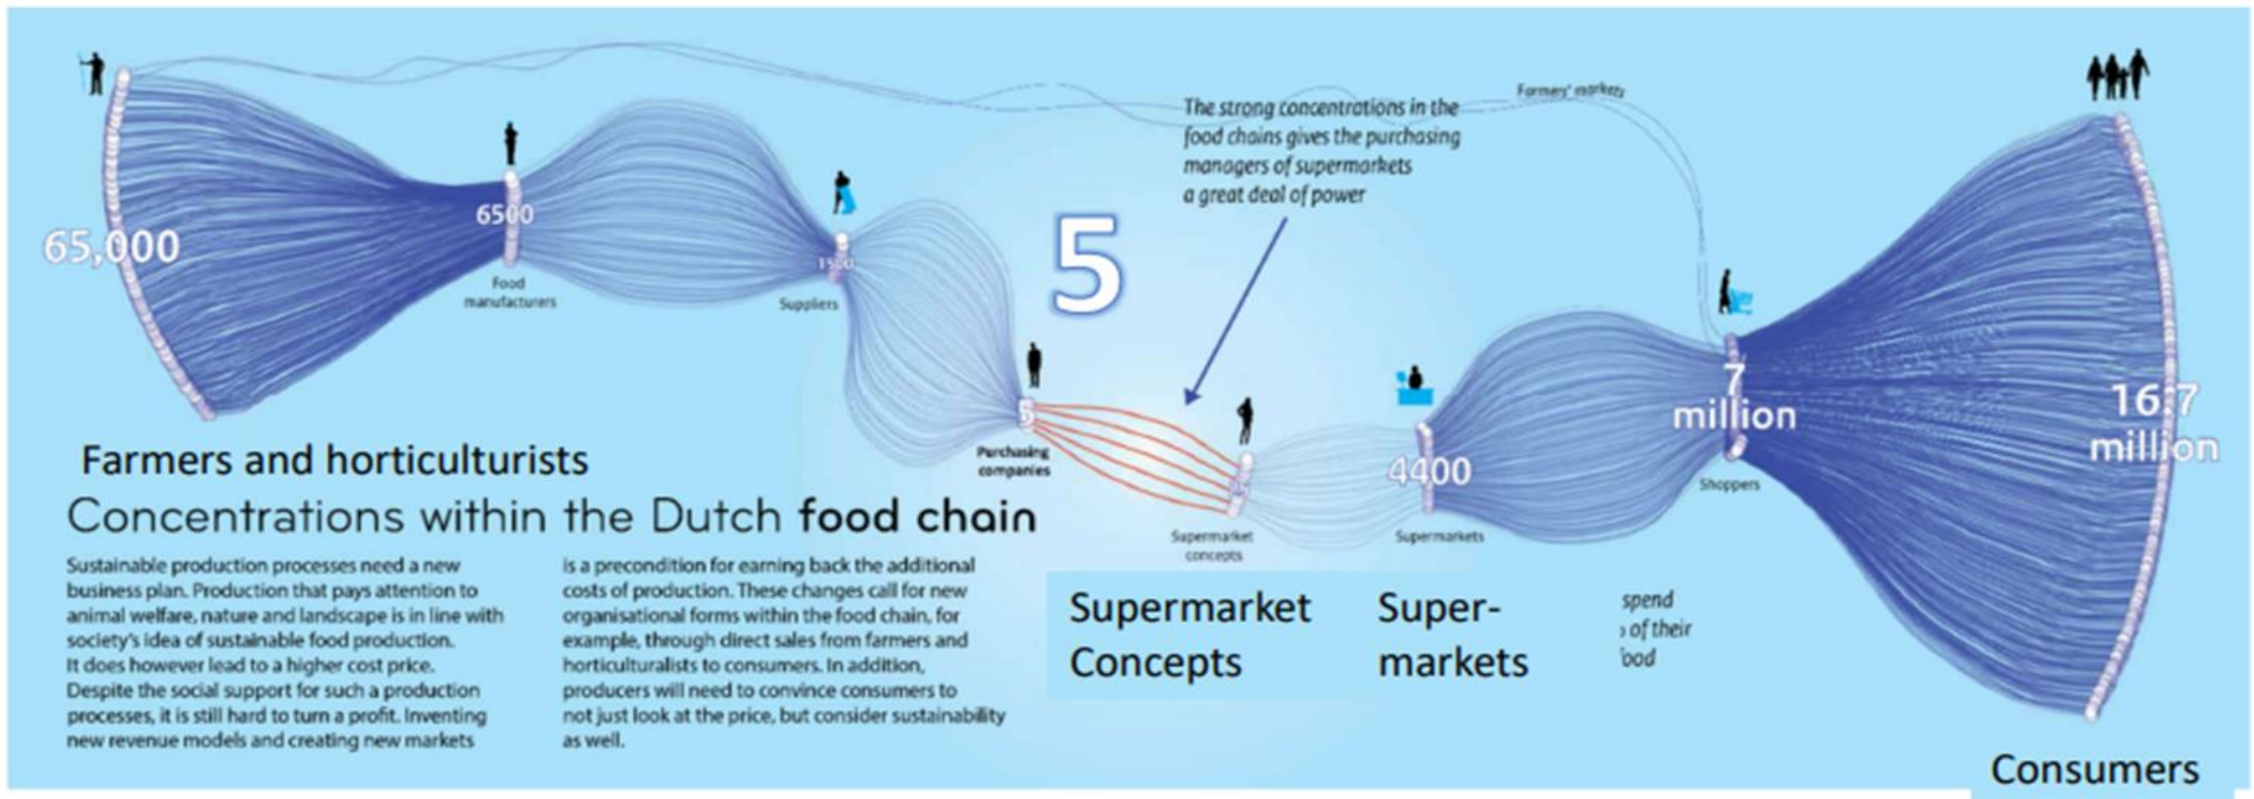 The strong concentrations in the
food chains gives the purchasing
managers of supermarkets
a great deal of power
Farmers' markets
65,000
6500
Food
manufacturers
1500
Suppliers
5
5
Purchasing
companies
Supermarket
concepts
4400
Supermarkets
7
million
Shoppers
16,7
million
Farmers and horticulturists
Concentrations within the Dutch food chain
Sustainable production processes need a new
business plan. Production that pays attention to
animal welfare, nature and landscape is in line with
society's idea of sustainable food production.
It does however lead to a higher cost price.
Despite the social support for such a production
processes, it is still hard to turn a profit. Inventing
new revenue models and creating new markets
is a precondition for earning back the additional
costs of production. These changes call for new
organisational forms within the food chain, for
example, through direct sales from farmers and
horticulturalists to consumers. In addition,
producers will need to convince consumers to
not just look at the price, but consider sustainability
as well.
Supermarket
Concepts
Super-
markets
spend
of their
ood
Consumers